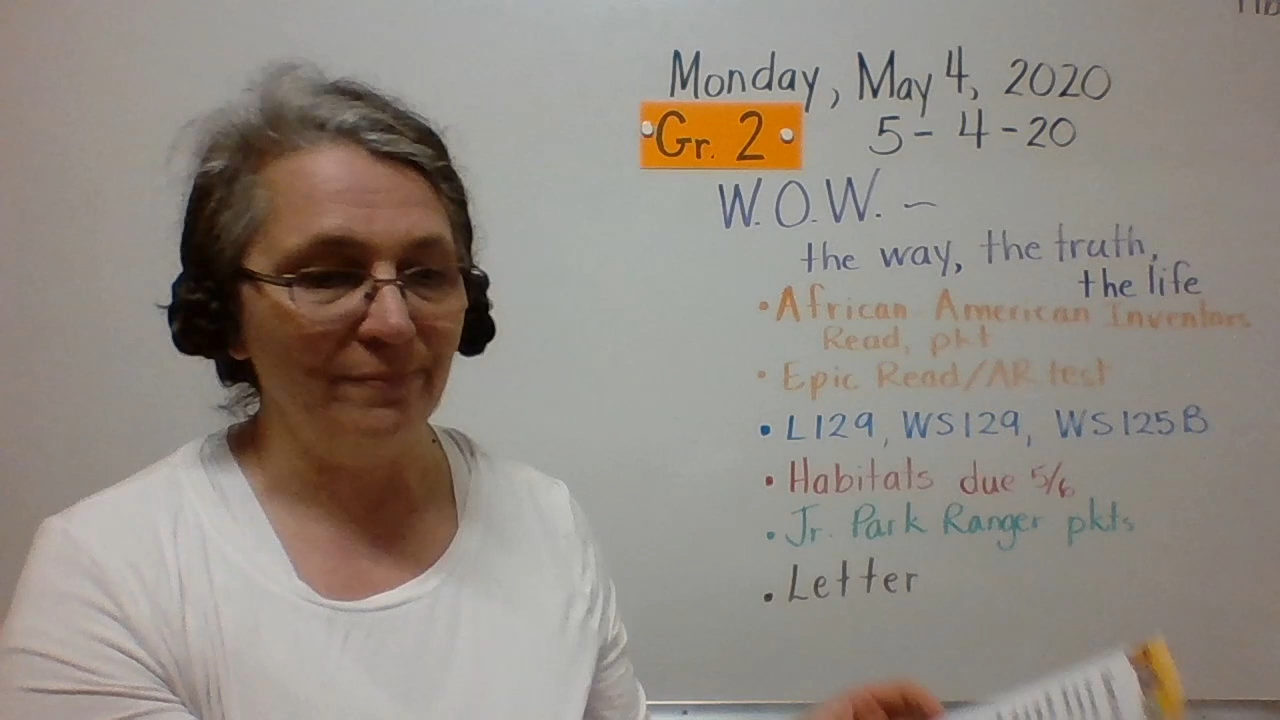 Monday, May 4, 2020
Gr. 2
5-4-20
W.O.W. ~
the way, the truth,
the life
• African American Inventors
Read, pkt
• Epic Read/AR test
• L129, WS129, WS125B
• Habitats due 5/6
• Jr. Park Ranger pkts
• Letter